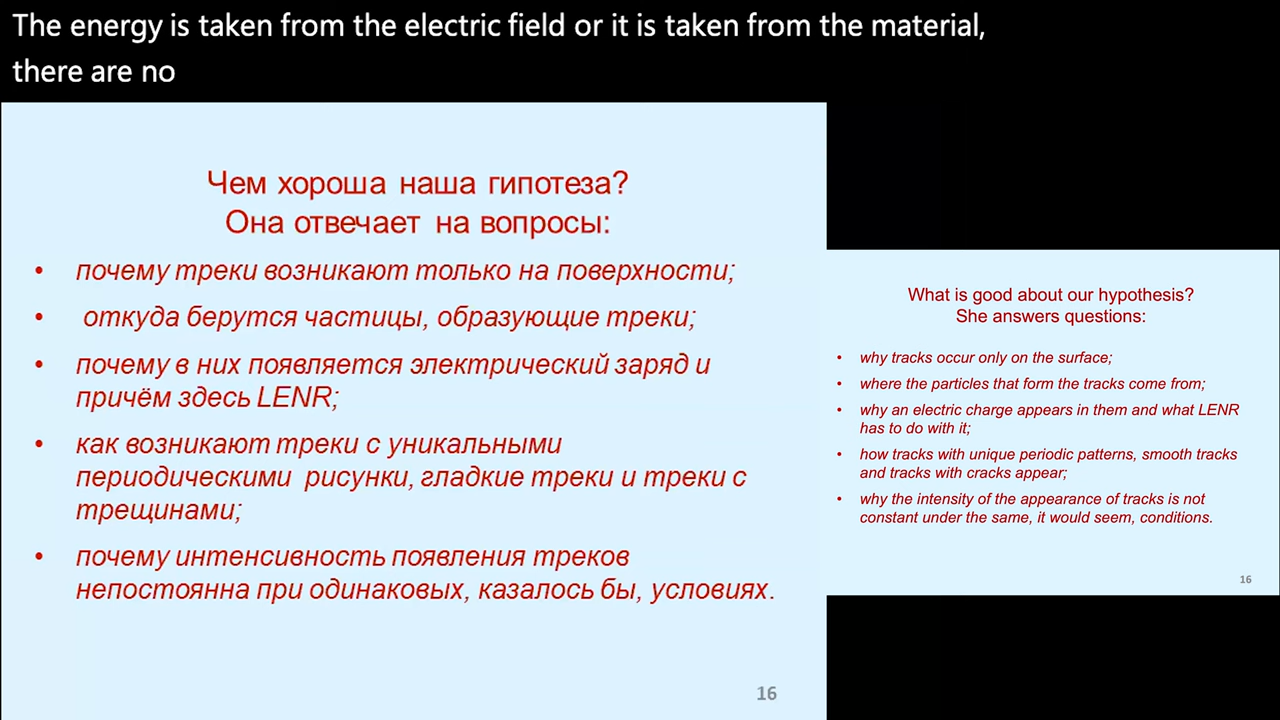 The energy is taken from the electric field or it is taken from the material,
there are no
Чем хороша наша гипотеза?
Она отвечает на вопросы:
• почему треки возникают только на поверхности;
• откуда берутся частицы, образующие треки;
• почему в них появляется электрический заряд и
причём здесь LENR;
• как возникают треки с уникальными
периодическими рисунки, гладкие треки и треки с
трещинами;
• почему интенсивность появления треков
непостоянна при одинаковых, казалось бы, условиях.
16
What is good about our hypothesis?
She answers questions:
• why tracks occur only on the surface;
• where the particles that form the tracks come from;
• why an electric charge appears in them and what LENR
has to do with it;
• how tracks with unique periodic patterns, smooth tracks
and tracks with cracks appear;
• why the intensity of the appearance of tracks is not
constant under the same, it would seem, conditions.
16